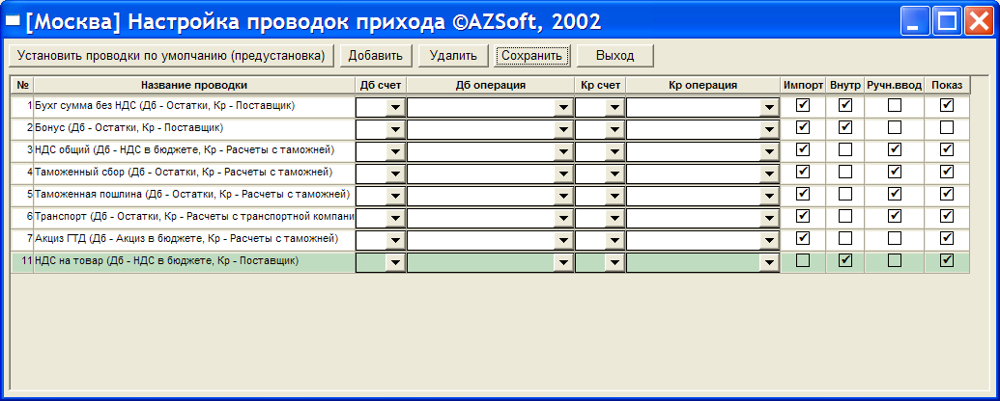 [Москва] Настройка проводок прихода ©AZSoft, 2002
Установить проводки по умолчанию (предустановка) Добавить Удалить Сохранить Выход
№ Название проводки Дб счет Дб операция Кр счет Кр операция Импорт Внутр Ручн.ввод Показ
1 Бухг сумма без НДС (Дб - Остатки, Кр - Поставщик)
2 Бонус (Дб - Остатки, Кр - Поставщик)
3 НДС общий (Дб - НДС в бюджете, Кр - Расчеты с таможней)
4 Таможенный сбор (Дб - Остатки, Кр - Расчеты с таможней)
5 Таможенная пошлина (Дб - Остатки, Кр - Расчеты с таможней)
6 Транспорт (Дб - Остатки, Кр - Расчеты с транспортной компани
7 Акциз ГТД (Дб - Акциз в бюджете, Кр - Расчеты с таможней)
11 НДС на товар (Дб - НДС в бюджете, Кр - Поставщик)